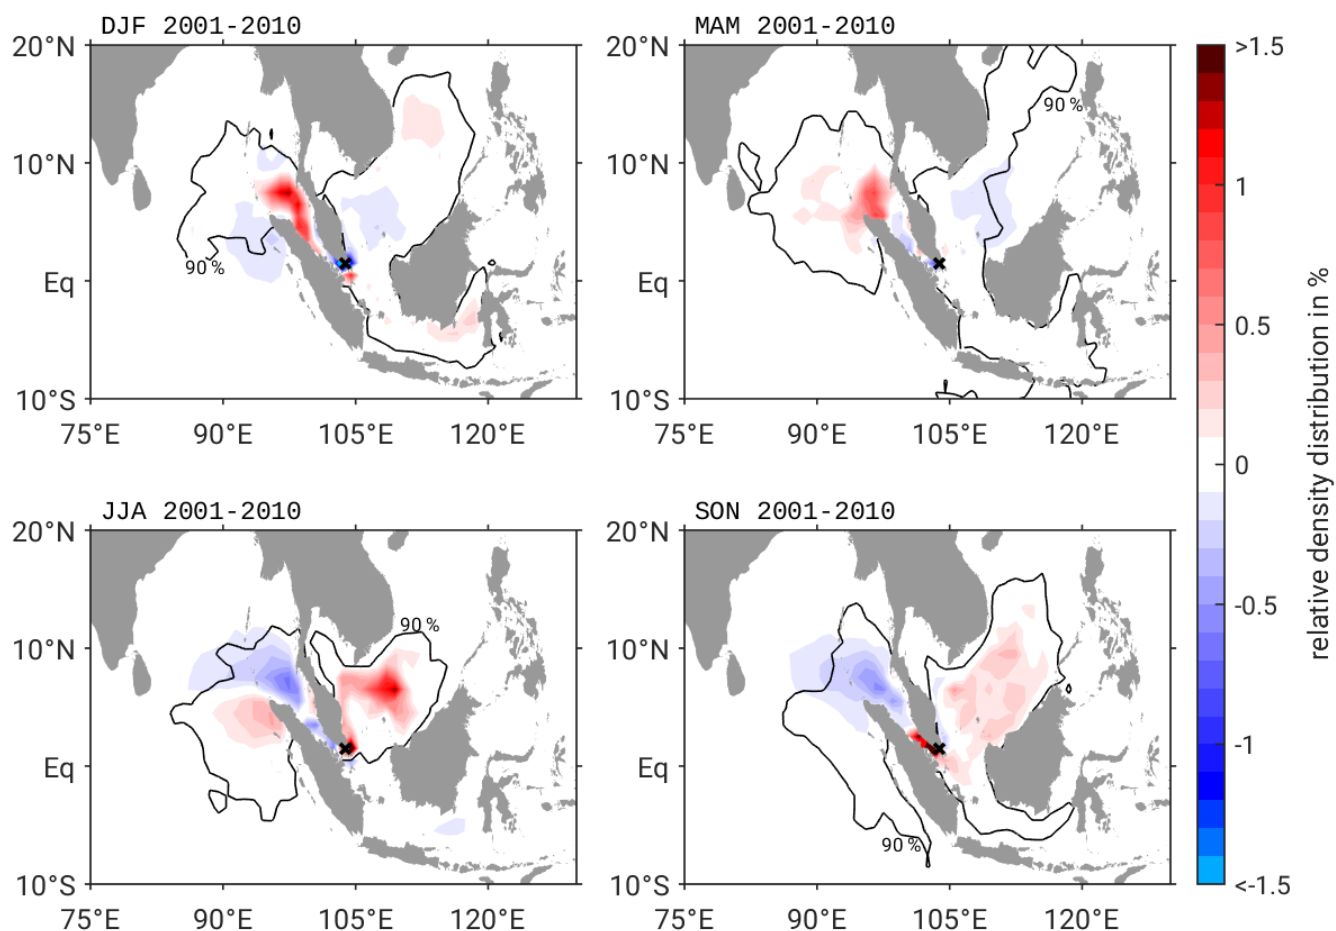 DJF 2001-2010
MAM 2001-2010
20°N
10°N
Eq
10°S
90 %
75°E
90°E
105°E
120°E
20°N
10°N
Eq
10°S
90 %
75°E
90°E
105°E
120°E
JJA 2001-2010
SON 2001-2010
20°N
10°N
Eq
10°S
90 %
75°E
90°E
105°E
120°E
20°N
10°N
Eq
10°S
90 %
75°E
90°E
105°E
120°E
>1.5
1
0.5
0
-0.5
-1
<-1.5
relative density distribution in %